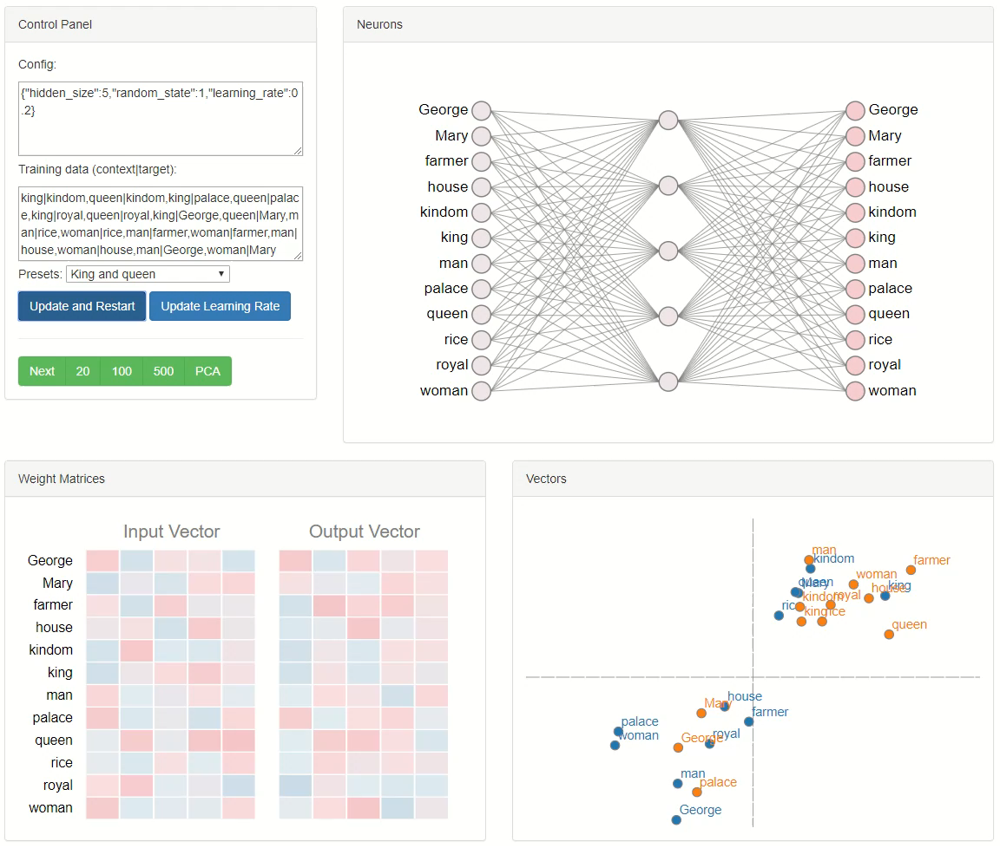 Control Panel
Config:
{"hidden_size":5,"random_state":1,"learning_rate":0
.2}
Training data (context|target):
king|kindom,queen|kindom,king|palace,queen|palac
e,king|royal,queen|royal,king|George,queen|Mary,m
an|rice,woman|rice,man|farmer,woman|farmer,man|
house,woman|house,man|George,woman|Mary
Presets: King and queen
Update and Restart Update Learning Rate
Next 20 100 500 PCA
Neurons
George George
Mary Mary
farmer farmer
house house
kindom kindom
king king
man man
palace palace
queen queen
rice rice
royal royal
woman woman
Weight Matrices
Input Vector Output Vector
George
Mary
farmer
house
kindom
king
man
palace
queen
rice
royal
woman
Vectors
man
kindom
farmer
woman
queen
house
king
kindom
royal
king
queen
house
Mary
farmer
palace
woman
George
royal
man
palace
George